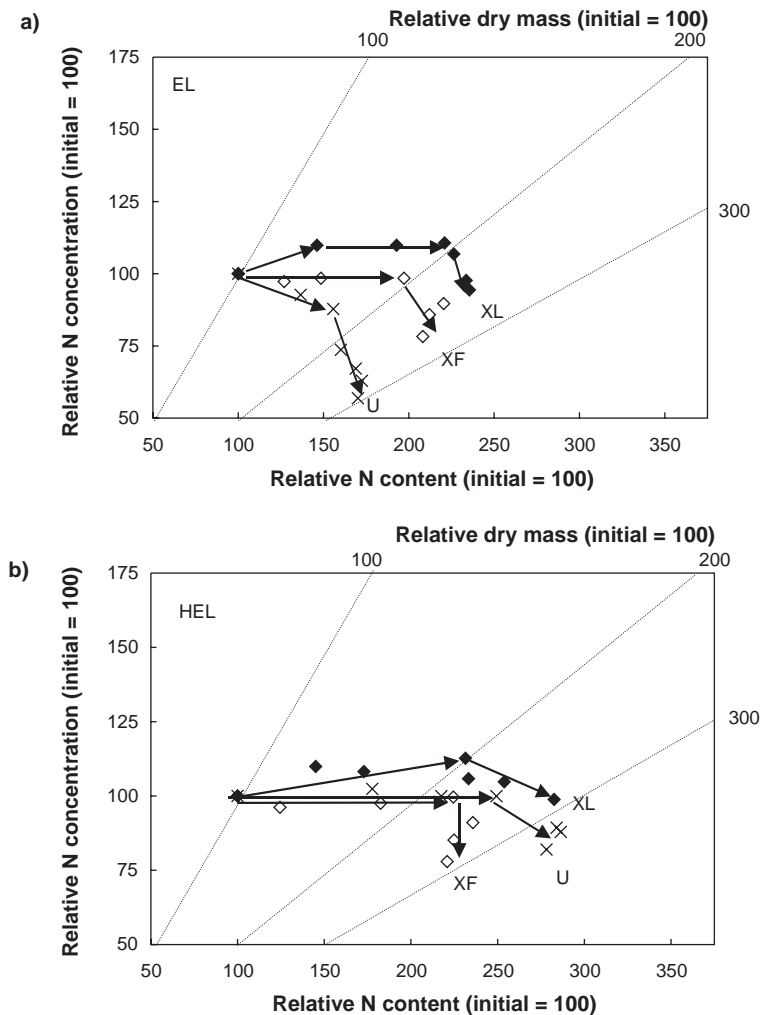 a)
Relative dry mass (initial = 100)
100 200
175
150
125
100
75
50
Relative N concentration (initial = 100)
EL
300
XL
XF
U
50 100 150 200 250 300 350
Relative N content (initial = 100)
b)
Relative dry mass (initial = 100)
100 200
175
150
125
100
75
50
Relative N concentration (initial = 100)
HEL
300
XL
XF U
50 100 150 200 250 300 350
Relative N content (initial = 100)